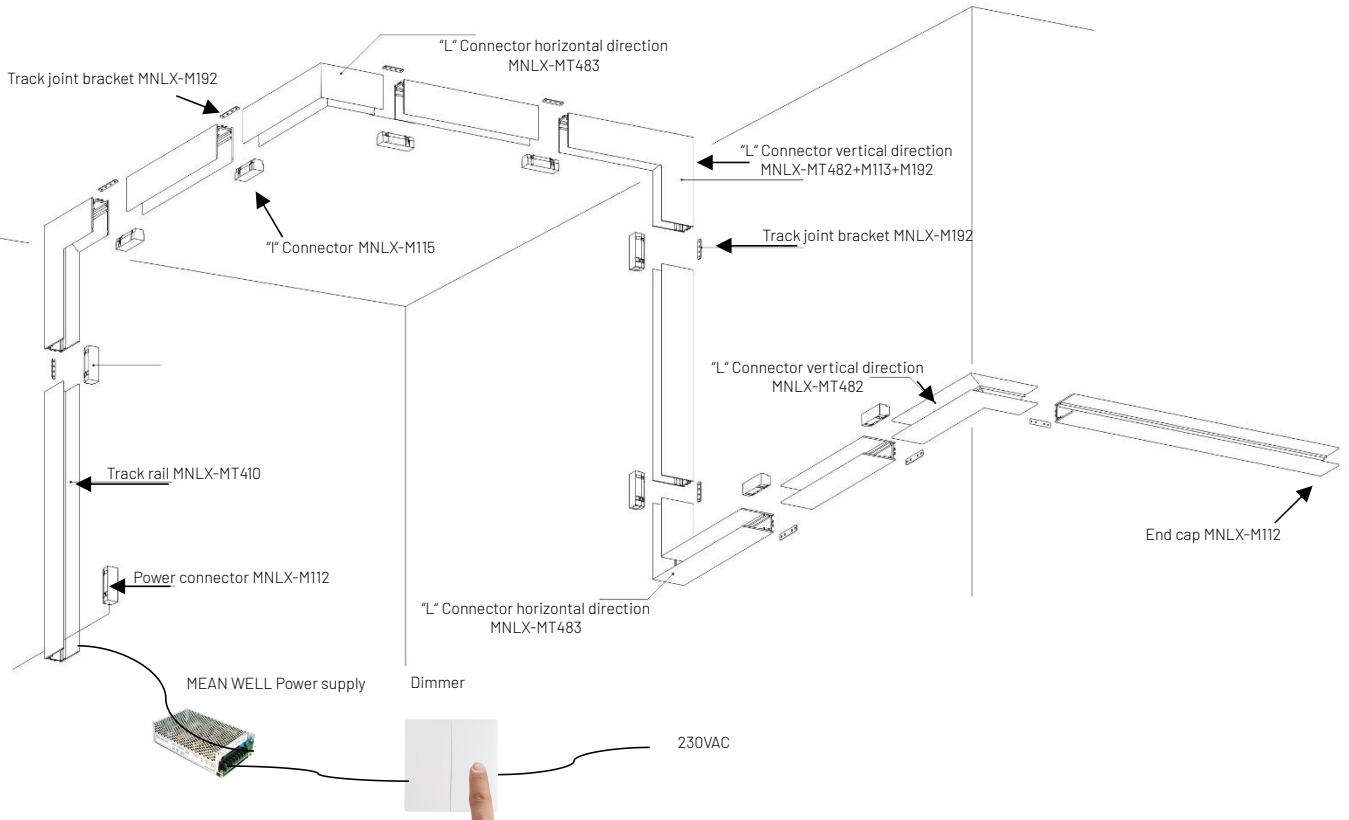 "L" Connector horizontal direction
MNLX-MT483
Track joint bracket MNLX-M192
"L" Connector vertical direction
MNLX-MT482+M113+M192
Track joint bracket MNLX-M192
"I" Connector MNLX-M115
"L" Connector vertical direction
MNLX-MT482
Track rail MNLX-MT410
End cap MNLX-M112
Power connector MNLX-M112
"L" Connector horizontal direction
MNLX-MT483
MEAN WELL Power supply
Dimmer
230VAC